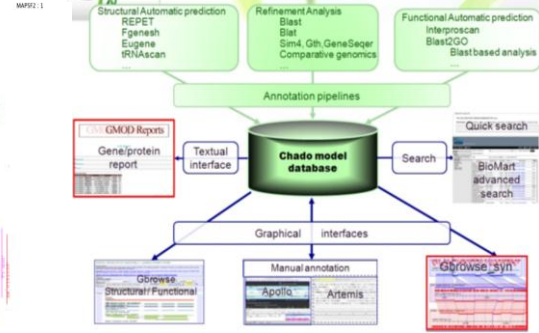 MAPSF2 : 1
Structural Automatic prediction
REPET
Fgenesh
Eugene
tRNAscan
...
Refinement Analysis
Blast
Blat
Sim4, Gth, GeneSeqer
Comparative genomics
...
Functional Automatic prediction
Interproscan
Blast2GO
Blast based analysis
...
Annotation pipelines
GMOD Reports
Gene/protein
report
Textual
interface
Chado model
database
Search
Quick search
BioMart
advanced
search
Graphical interfaces
Gbrowse
Structural / Functional
Manual annotation
Apollo
Artemis
Gbrowse_syn